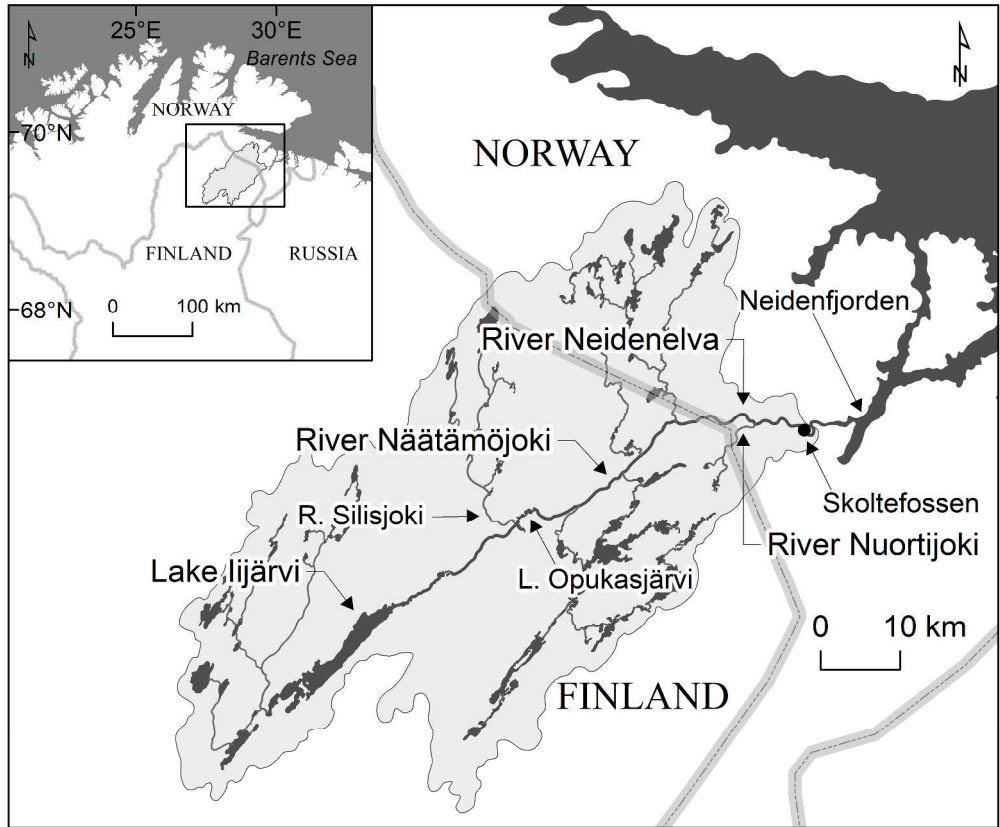 25°E
30°E
N
Barents Sea
NORWAY
70°N
FINLAND
RUSSIA
68°N
0
100 km
N
NORWAY
Neidenfjorden
River Neidenelva
River Näätämöjoki
R. Silisjoki
Skoltefossen
River Nuortijoki
Lake Iijärvi
L. Opukasjärvi
0
10 km
FINLAND